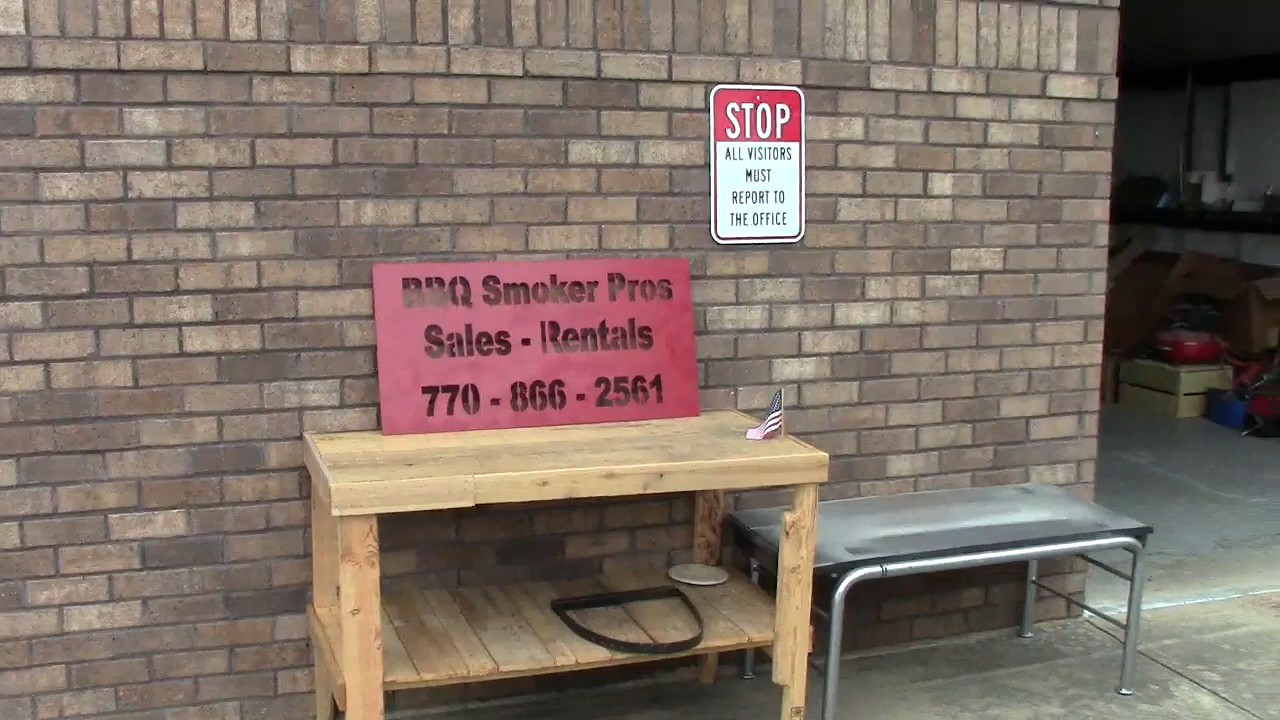 STOP
ALL VISITORS
MUST
REPORT TO
THE OFFICE
BBQ Smoker Pros
Sales - Rentals
770 - 866 - 2561